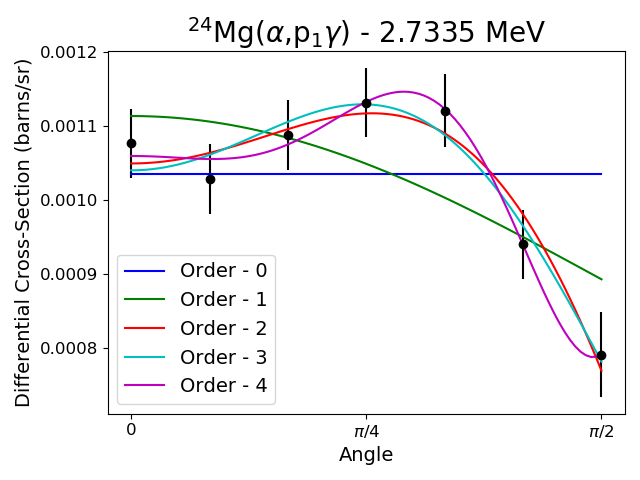 ²⁴Mg(α,p₁γ) - 2.7335 MeV
Differential Cross-Section (barns/sr)
0.0012
0.0011
0.0010
0.0009
0.0008
Order - 0
Order - 1
Order - 2
Order - 3
Order - 4
0 π/4 π/2
Angle